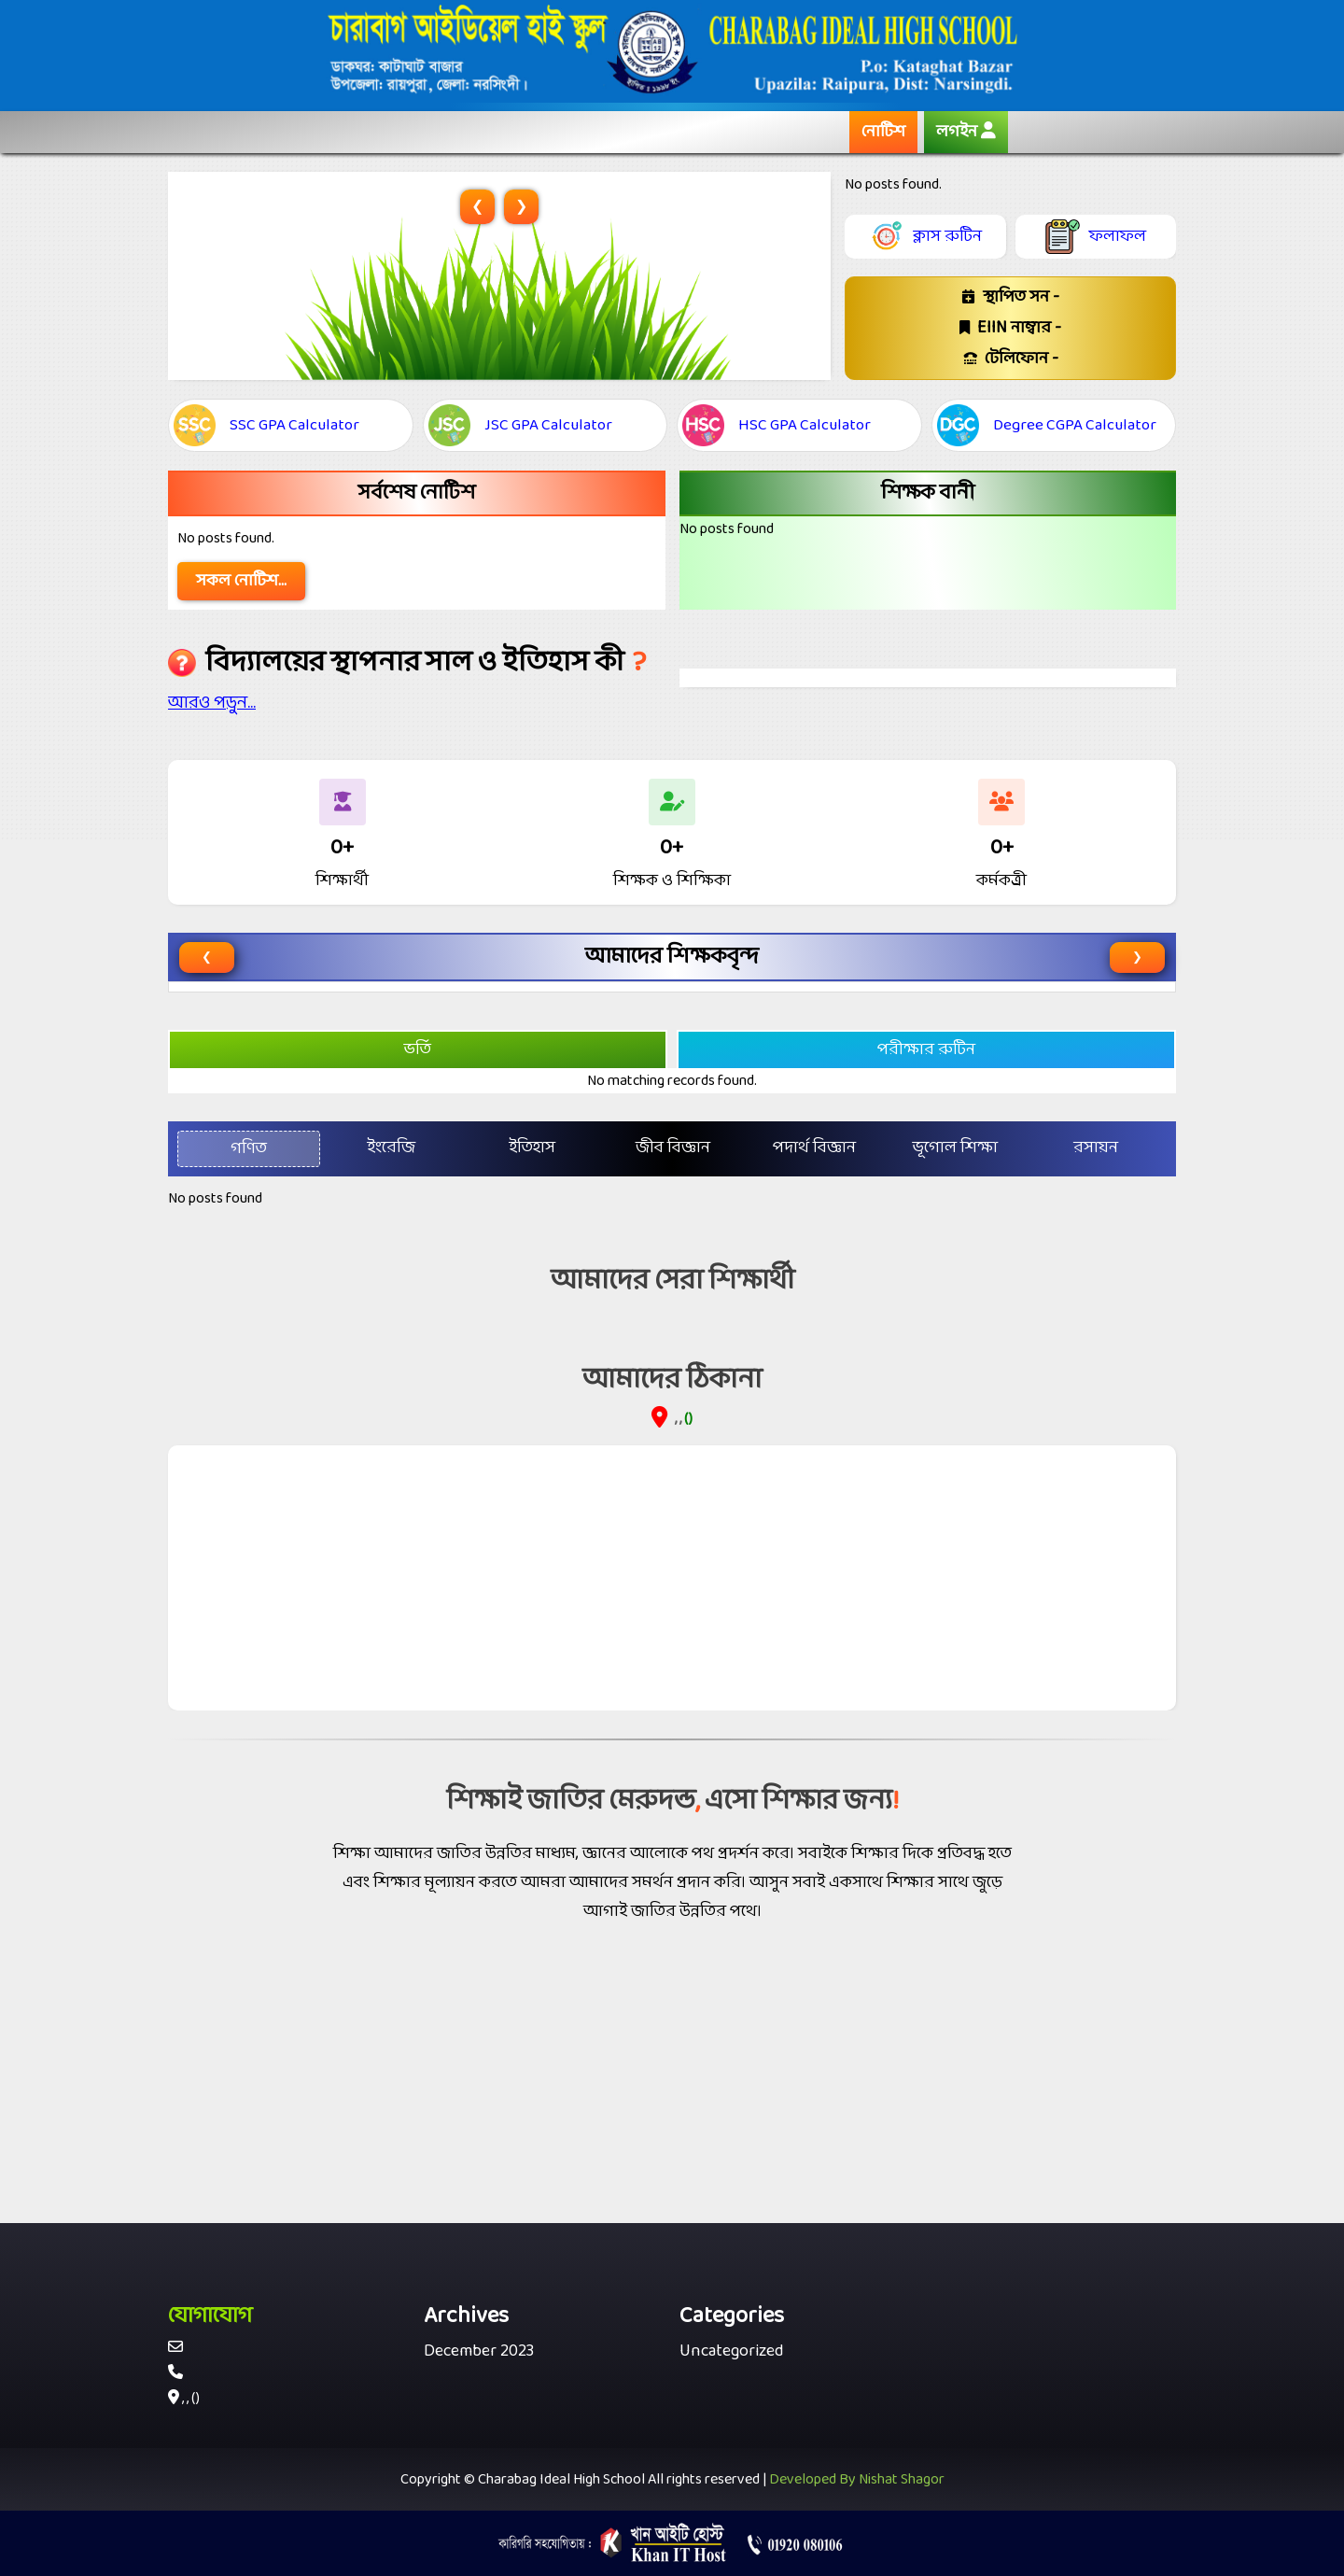 চারাবাগ আইডিয়েল হাই স্কুল
ডাকঘর: কাটাঘাট বাজার
উপজেলা: রায়পুরা, জেলা: নরসিংদী।
CHARABAG IDEAL HIGH SCHOOL
P.o: Kataghat Bazar
Upazila: Raipura, Dist: Narsingdi.
নোটিশ
লগইন
No posts found.
❮ ❯
ক্লাস রুটিন
ফলাফল
স্থাপিত সন -
EIIN নাম্বার -
টেলিফোন -
SSC SSC GPA Calculator
JSC JSC GPA Calculator
HSC HSC GPA Calculator
DGC Degree CGPA Calculator
সর্বশেষ নোটিশ
No posts found.
সকল নোটিশ...
শিক্ষক বানী
No posts found
বিদ্যালয়ের স্থাপনার সাল ও ইতিহাস কী ?
আরও পড়ুন...
0+
শিক্ষার্থী
0+
শিক্ষক ও শিক্ষিকা
0+
কর্মকত্রী
❮ আমাদের শিক্ষকবৃন্দ ❯
ভর্তি
পরীক্ষার রুটিন
No matching records found.
গণিত ইংরেজি ইতিহাস জীব বিজ্ঞান পদার্থ বিজ্ঞান ভূগোল শিক্ষা রসায়ন
No posts found
আমাদের সেরা শিক্ষার্থী
আমাদের ঠিকানা
, , ()
শিক্ষাই জাতির মেরুদন্ড, এসো শিক্ষার জন্য!
শিক্ষা আমাদের জাতির উন্নতির মাধ্যম, জ্ঞানের আলোকে পথ প্রদর্শন করে। সবাইকে শিক্ষার দিকে প্রতিবদ্ধ হতে
এবং শিক্ষার মূল্যায়ন করতে আমরা আমাদের সমর্থন প্রদান করি। আসুন সবাই একসাথে শিক্ষার সাথে জুড়ে
আগাই জাতির উন্নতির পথে।
যোগাযোগ
, , ()
Archives
December 2023
Categories
Uncategorized
Copyright © Charabag Ideal High School All rights reserved | Developed By Nishat Shagor
কারিগরি সহযোগিতায় :
খান আইটি হোস্ট
Khan IT Host
01920 080106